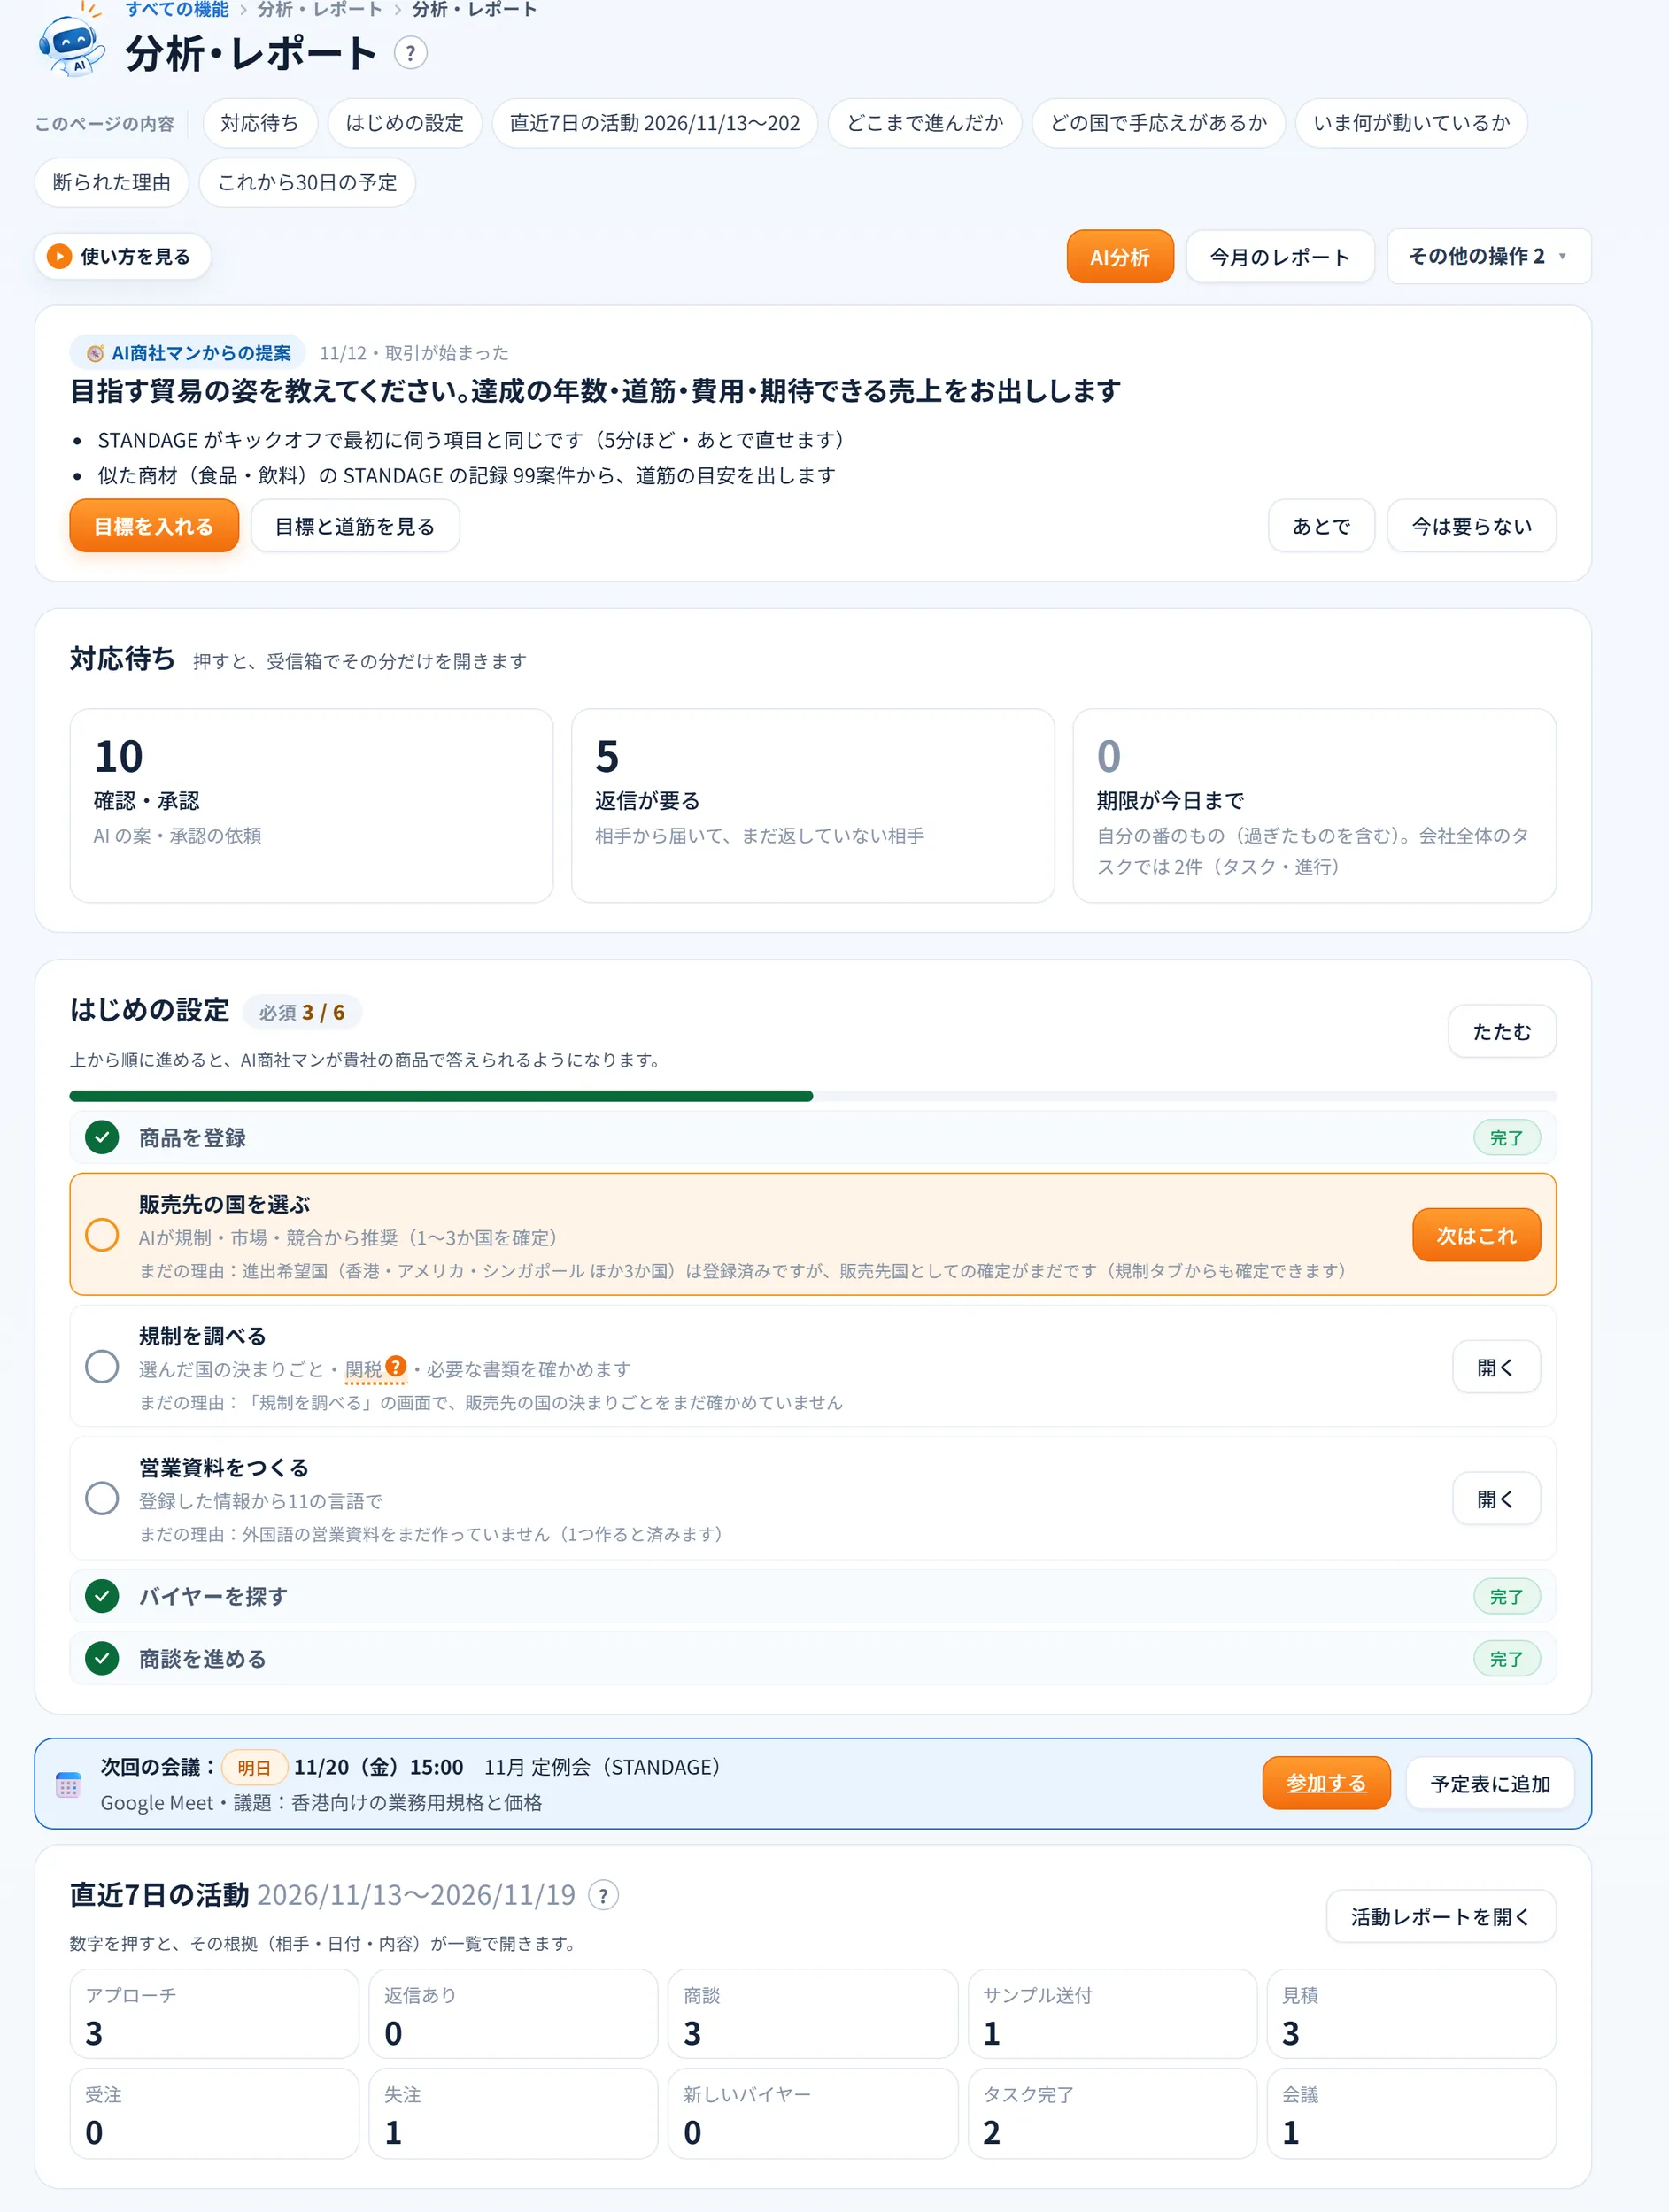 すべての機能 › 分析・レポート › 分析・レポート
AI
分析・レポート ?
このページの内容 対応待ち はじめの設定 直近7日の活動 2026/11/13〜202 どこまで進んだか どの国で手応えがあるか いま何が動いているか
断られた理由 これから30日の予定
使い方を見る AI分析 今月のレポート その他の操作 2 ▼
AI商社マンからの提案 11/12・取引が始まった
目指す貿易の姿を教えてください。達成の年数・道筋・費用・期待できる売上をお出しします
• STANDAGE がキックオフで最初に伺う項目と同じです（5分ほど・あとで直せます）
• 似た商材（食品・飲料）の STANDAGE の記録 99案件から、道筋の目安を出します
目標を入れる 目標と道筋を見る あとで 今は要らない
対応待ち 押すと、受信箱でその分だけを開きます
10
確認・承認
AI の案・承認の依頼
5
返信が要る
相手から届いて、まだ返していない相手
0
期限が今日まで
自分の番のもの（過ぎたものを含む）。会社全体のタ
スクでは 2件（タスク・進行）
はじめの設定 必須 3 / 6
たたむ
上から順に進めると、AI商社マンが貴社の商品で答えられるようになります。
商品を登録 完了
販売先の国を選ぶ
AIが規制・市場・競合から推奨（1〜3か国を確定）
次はこれ
まだの理由：進出希望国（香港・アメリカ・シンガポール ほか3か国）は登録済みですが、販売先国としての確定がまだです（規制タブからも確定できます）
規制を調べる
選んだ国の決まりごと・関税?・必要な書類を確かめます
開く
まだの理由：「規制を調べる」の画面で、販売先の国の決まりごとをまだ確かめていません
営業資料をつくる
登録した情報から11の言語で
開く
まだの理由：外国語の営業資料をまだ作っていません（1つ作ると済みます）
バイヤーを探す 完了
商談を進める 完了
次回の会議： 明日 11/20（金）15:00 11月 定例会（STANDAGE）
Google Meet・議題：香港向けの業務用規格と価格
参加する 予定表に追加
直近7日の活動 2026/11/13〜2026/11/19 ?
活動レポートを開く
数字を押すと、その根拠（相手・日付・内容）が一覧で開きます。
アプローチ 返信あり 商談 サンプル送付 見積
3 0 3 1 3
受注 失注 新しいバイヤー タスク完了 会議
0 1 0 2 1